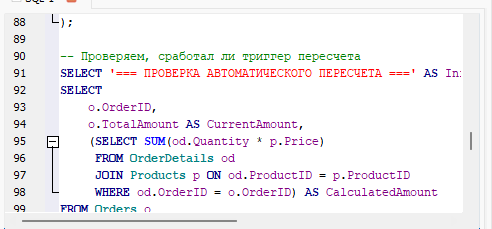 SQL 1
88 );
89
90 -- Проверяем, сработал ли триггер пересчета
91 SELECT '=== ПРОВЕРКА АВТОМАТИЧЕСКОГО ПЕРЕСЧЕТА ===' AS
92 SELECT
93 o.OrderID,
94 o.TotalAmount AS CurrentAmount,
95 (SELECT SUM(od.Quantity * p.Price)
96 FROM OrderDetails od
97 JOIN Products p ON od.ProductID = p.ProductID
98 WHERE od.OrderID = o.OrderID) AS CalculatedAmount
99 FROM Orders o